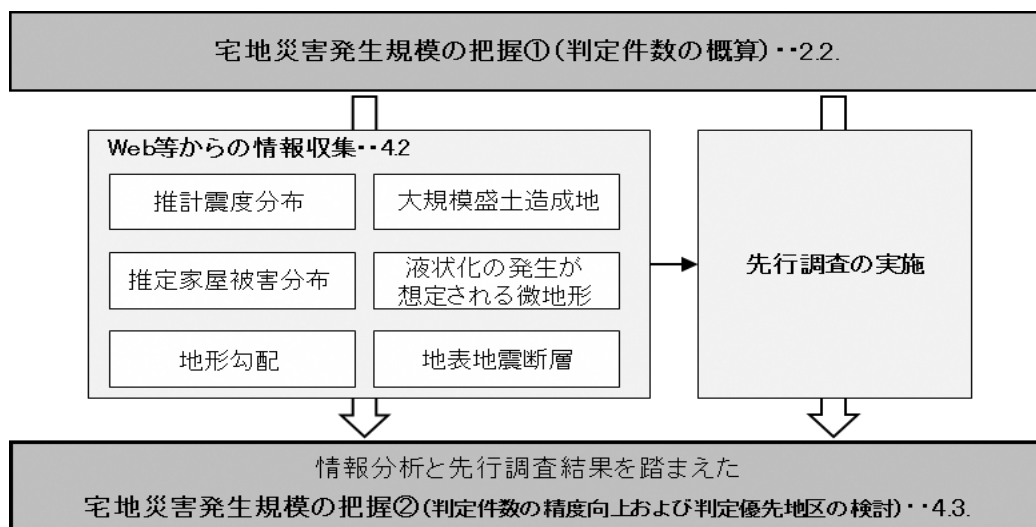 宅地災害発生規模の把握①(判定件数の概算)・・2.2.
Web等からの情報収集・・4.2
推計震度分布
大規模盛土造成地
推定家屋被害分布
液状化の発生が
想定される微地形
地形勾配
地表地震断層
先行調査の実施
情報分析と先行調査結果を踏まえた
宅地災害発生規模の把握②(判定件数の精度向上および判定優先地区の検討)・・4.3.